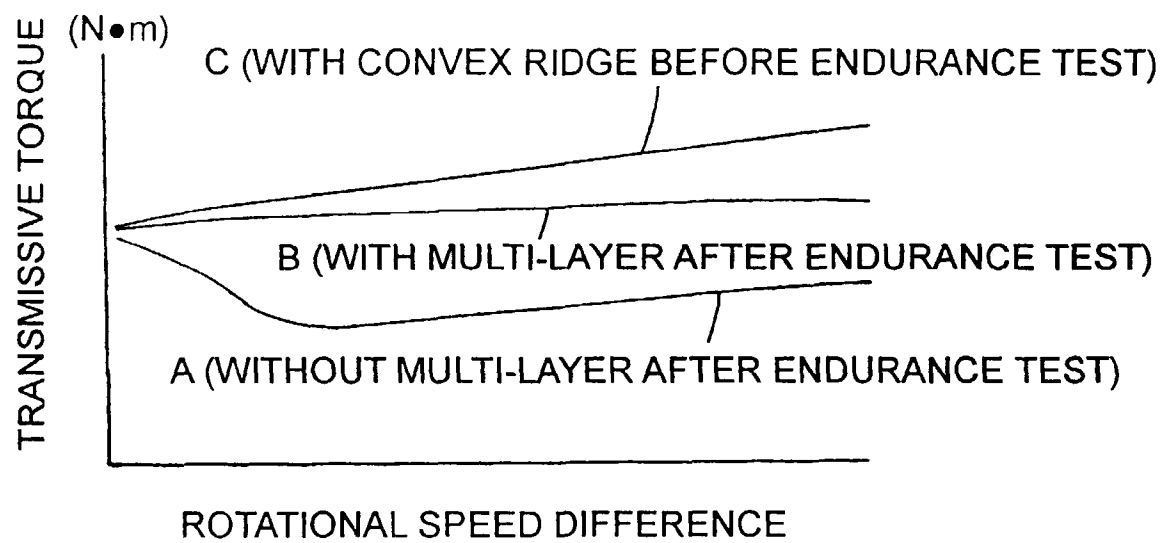 (N●m)
TRANSMISSIVE TORQUE
C (WITH CONVEX RIDGE BEFORE ENDURANCE TEST)
B (WITH MULTI-LAYER AFTER ENDURANCE TEST)
A (WITHOUT MULTI-LAYER AFTER ENDURANCE TEST)
ROTATIONAL SPEED DIFFERENCE